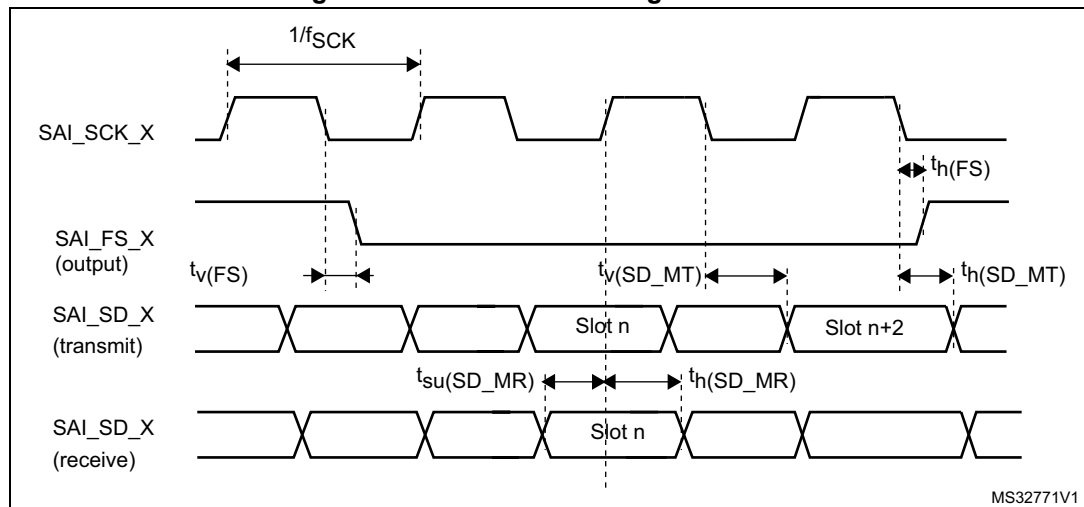 1/fSCK
SAI_SCK_X
th(FS)
SAI_FS_X
(output)
tv(FS)
tv(SD_MT)
th(SD_MT)
SAI_SD_X
(transmit)
Slot n
Slot n+2
tsu(SD_MR)
th(SD_MR)
SAI_SD_X
(receive)
Slot n
MS32771V1